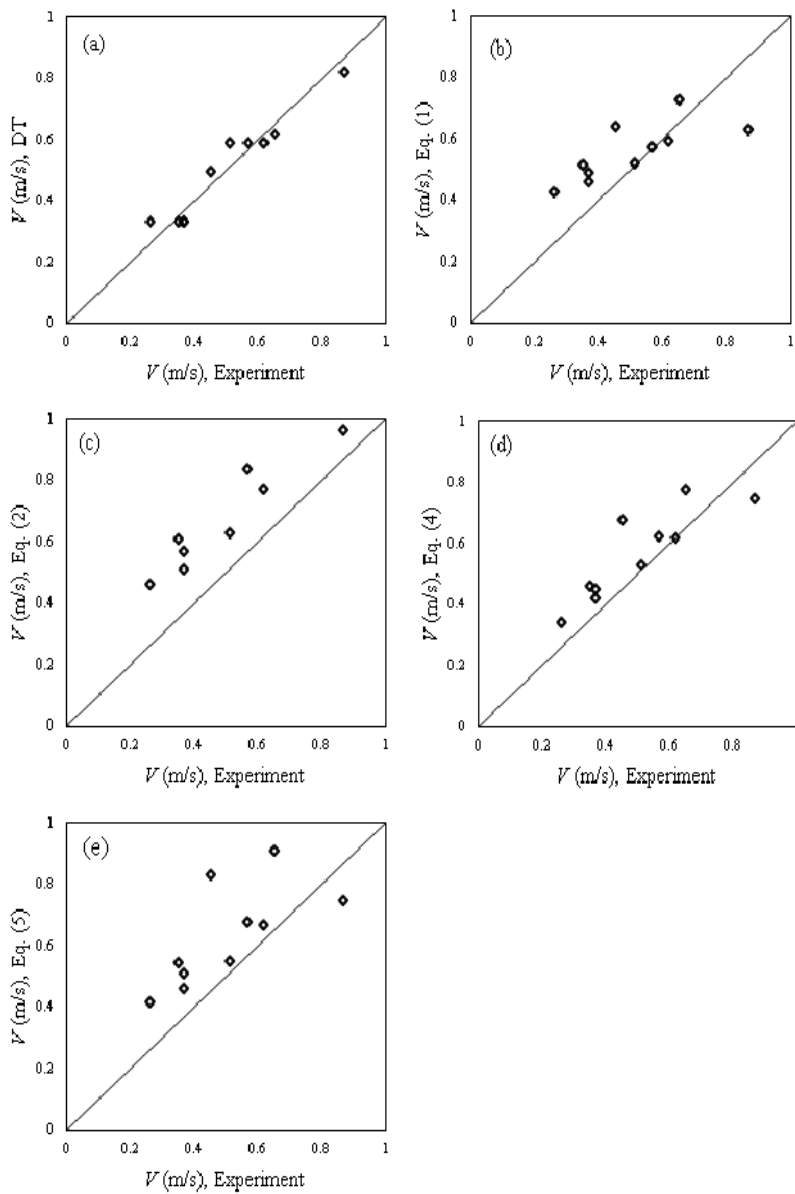 (a)
V (m/s), DT
1
0.8
0.6
0.4
0.2
0
0 0.2 0.4 0.6 0.8 1
V (m/s), Experiment
(b)
V (m/s), Eq. (1)
1
0.8
0.6
0.4
0.2
0
0 0.2 0.4 0.6 0.8 1
V (m/s), Experiment
(c)
V (m/s), Eq. (2)
1
0.8
0.6
0.4
0.2
0
0 0.2 0.4 0.6 0.8 1
V (m/s), Experiment
(d)
V (m/s), Eq. (4)
1
0.8
0.6
0.4
0.2
0
0 0.2 0.4 0.6 0.8
V (m/s), Experiment
(e)
V (m/s), Eq. (5)
1
0.8
0.6
0.4
0.2
0
0 0.2 0.4 0.6 0.8 1
V (m/s), Experiment